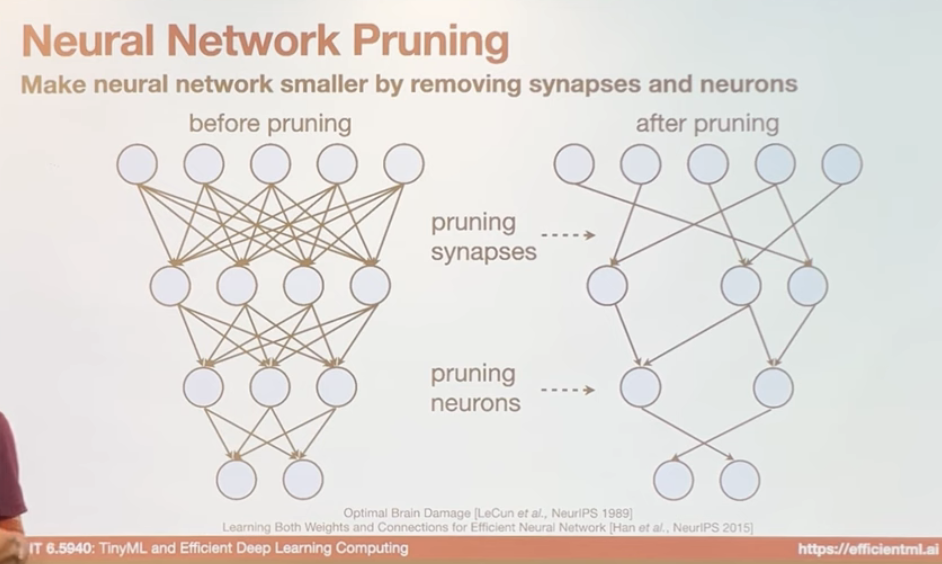 Neural Network Pruning
Make neural network smaller by removing synapses and neurons
before pruning
after pruning
pruning
synapses
pruning
neurons
Optimal Brain Damage [LeCun et al., NeurIPS 1989]
Learning Both Weights and Connections for Efficient Neural Network [Han et al., NeurIPS 2015]
IT 6.5940: TinyML and Efficient Deep Learning Computing
https://efficientml.ai